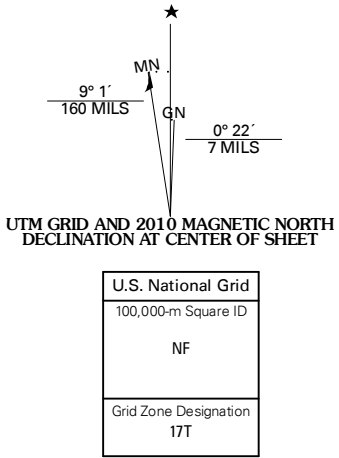 MN
9° 1´
160 MILS
GN
0° 22´
7 MILS
UTM GRID AND 2010 MAGNETIC NORTH
DECLINATION AT CENTER OF SHEET
U.S. National Grid
100,000-m Square ID
NF
Grid Zone Designation
17T